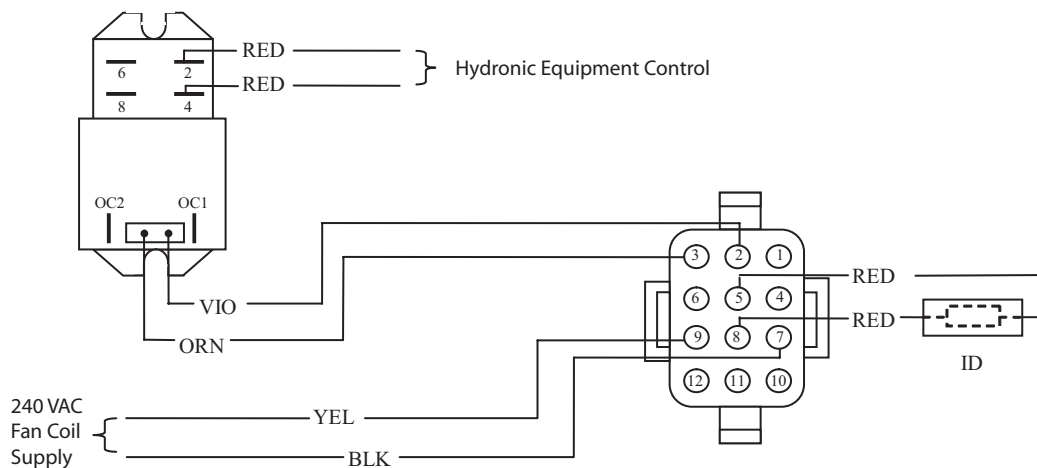 RED
6 2
RED
8 4
Hydronic Equipment Control
OC2 OC1
3 2 1
6 5 4
RED
VIO
RED
ORN
9 8 7
ID
12 11 10
240 VAC
Fan Coil
Supply
YEL
BLK